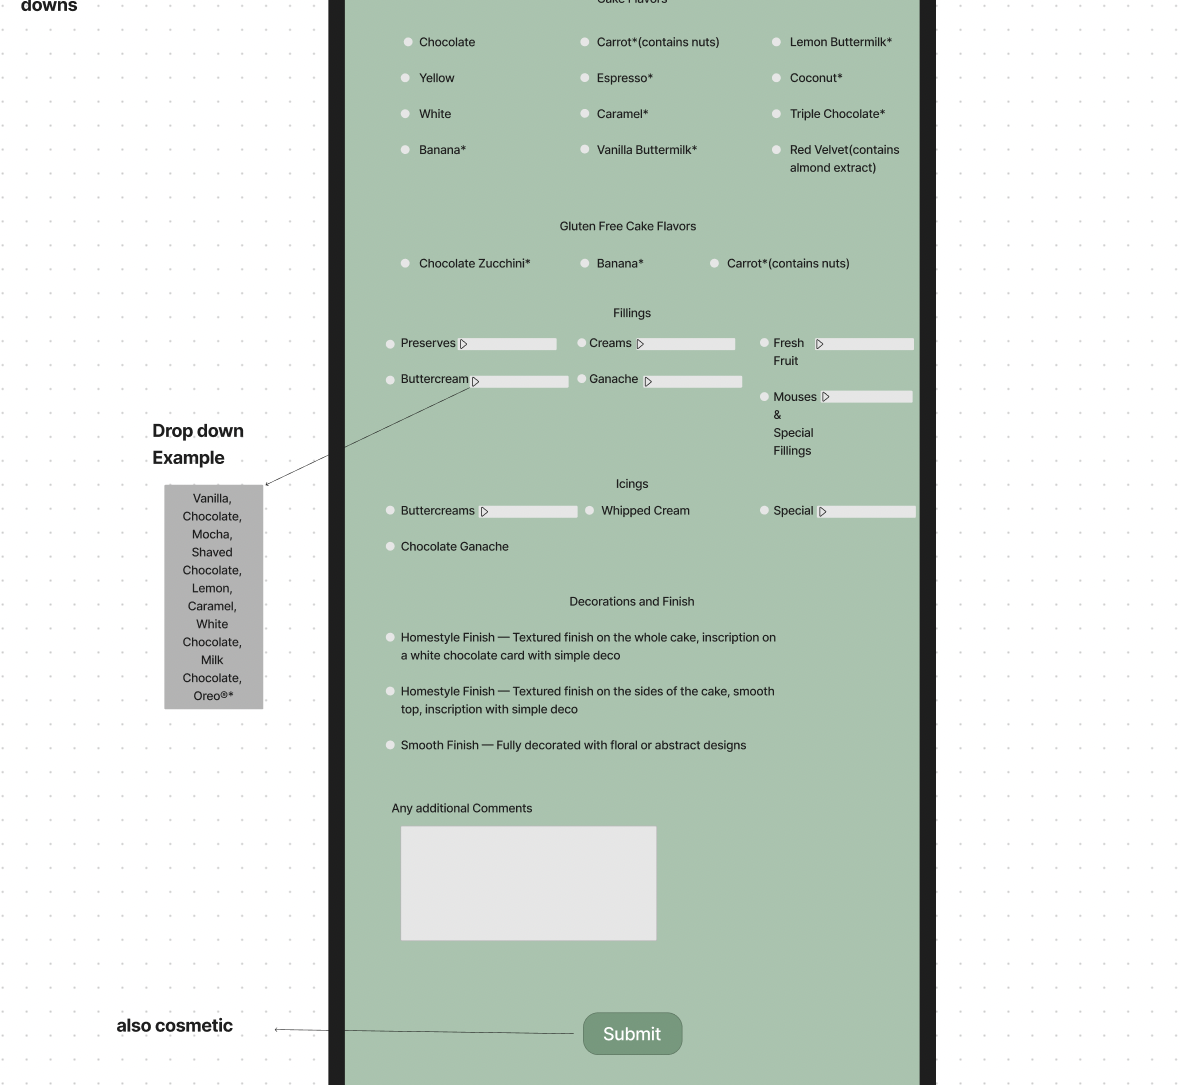 downs
Cake Flavors
Chocolate
Carrot*(contains nuts)
Lemon Buttermilk*
Yellow
Espresso*
Coconut*
White
Caramel*
Triple Chocolate*
Banana*
Vanilla Buttermilk*
Red Velvet(contains
almond extract)
Gluten Free Cake Flavors
Chocolate Zucchini*
Banana*
Carrot*(contains nuts)
Fillings
Preserves
Creams
Fresh
Fruit
Buttercream
Ganache
Mouses
&
Special
Fillings
Drop down
Example
Vanilla,
Chocolate,
Mocha,
Shaved
Chocolate,
Lemon,
Caramel,
White
Chocolate,
Milk
Chocolate,
Oreo®*
Icings
Buttercreams
Whipped Cream
Special
Chocolate Ganache
Decorations and Finish
Homestyle Finish — Textured finish on the whole cake, inscription on
a white chocolate card with simple deco
Homestyle Finish — Textured finish on the sides of the cake, smooth
top, inscription with simple deco
Smooth Finish — Fully decorated with floral or abstract designs
Any additional Comments
also cosmetic
Submit